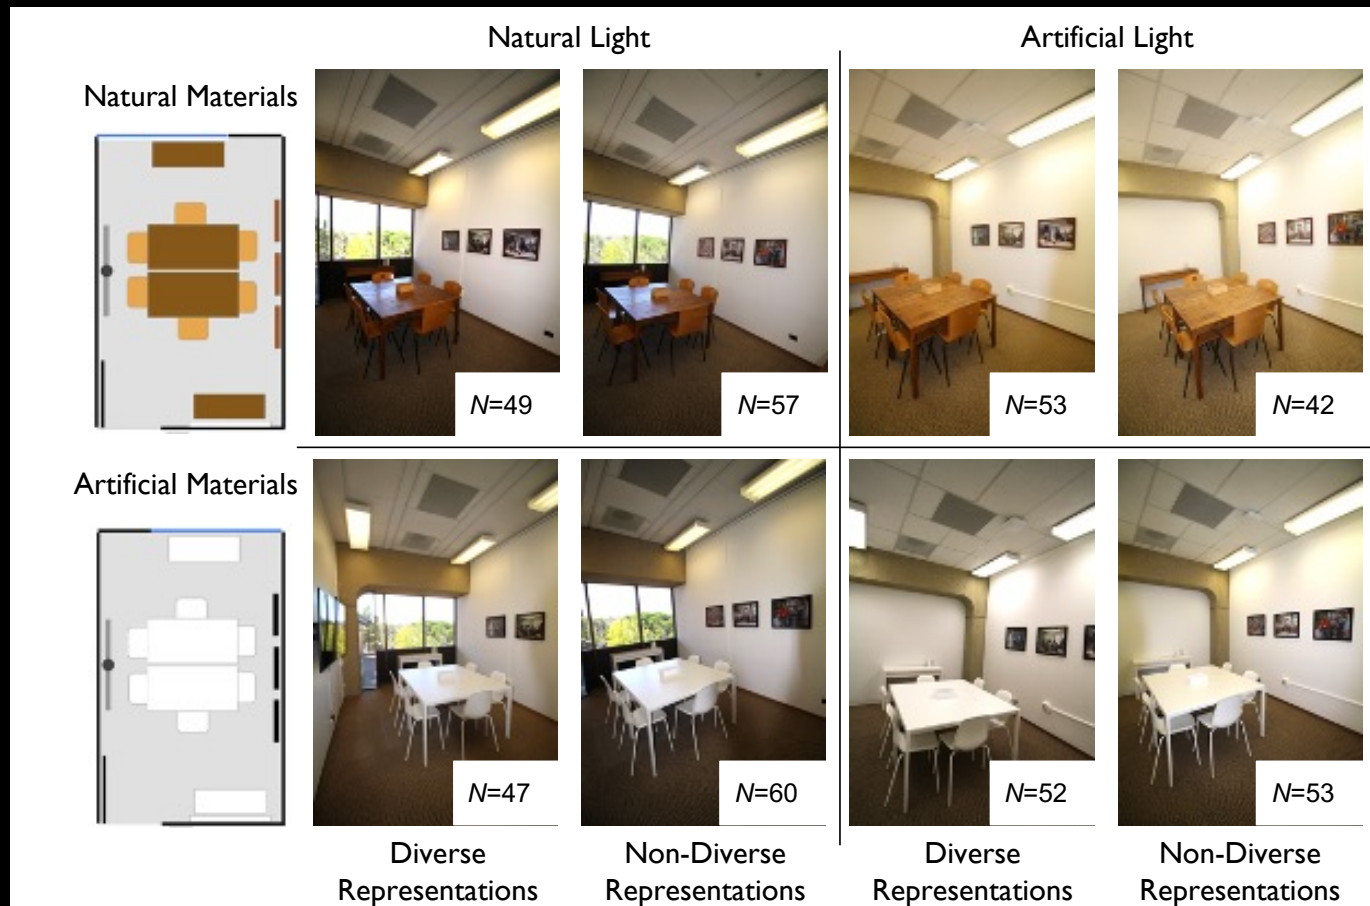 Natural Light
Artificial Light
Natural Materials
N=49
N=57
N=53
N=42
Artificial Materials
N=47
N=60
N=52
N=53
Diverse
Representations
Non-Diverse
Representations
Diverse
Representations
Non-Diverse
Representations